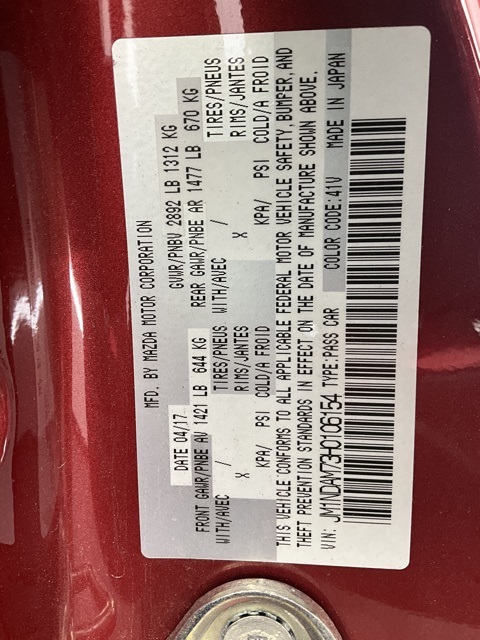 MFD. BY MAZDA MOTOR CORPORATION
DATE 04/17 GVWR/PNBV 2892 LB 1312 KG
FRONT GAWR/PNBE AV 1421 LB 644 KG REAR GAWR/PNBE AR 1477 LB 670 KG
WITH/AVEC TIRES/PNEUS WITH/AVEC TIRES/PNEUS
/ RIMS/JANTES / RIMS/JANTES
X X
KPA/ PSI COLD/A FROID KPA/ PSI COLD/A FROID
THIS VEHICLE CONFORMS TO ALL APPLICABLE FEDERAL MOTOR VEHICLE SAFETY, BUMPER, AND
THEFT PREVENTION STANDARDS IN EFFECT ON THE DATE OF MANUFACTURE SHOWN ABOVE.
VIN: JM1NDAM73H0106154 TYPE:PASS CAR COLOR CODE:41V MADE IN JAPAN